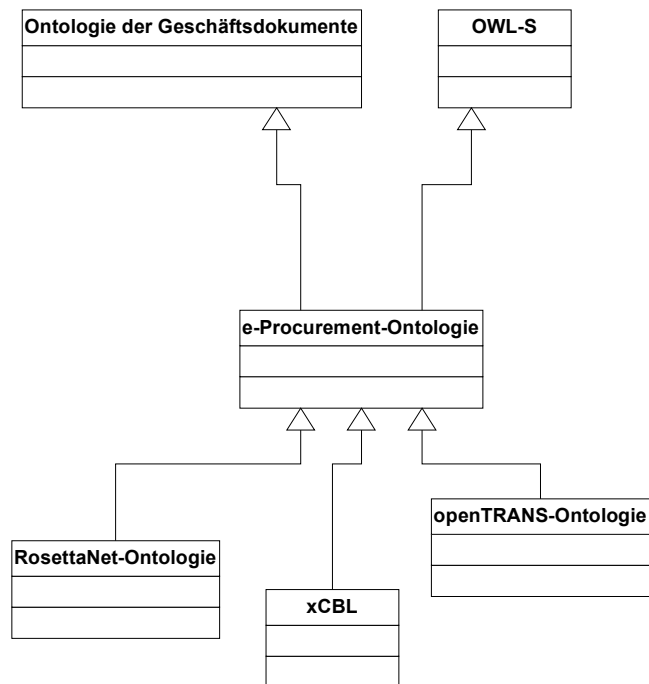 Ontologie der Geschäftsdokumente
OWL-S
e-Procurement-Ontologie
openTRANS-Ontologie
RosettaNet-Ontologie
xCBL